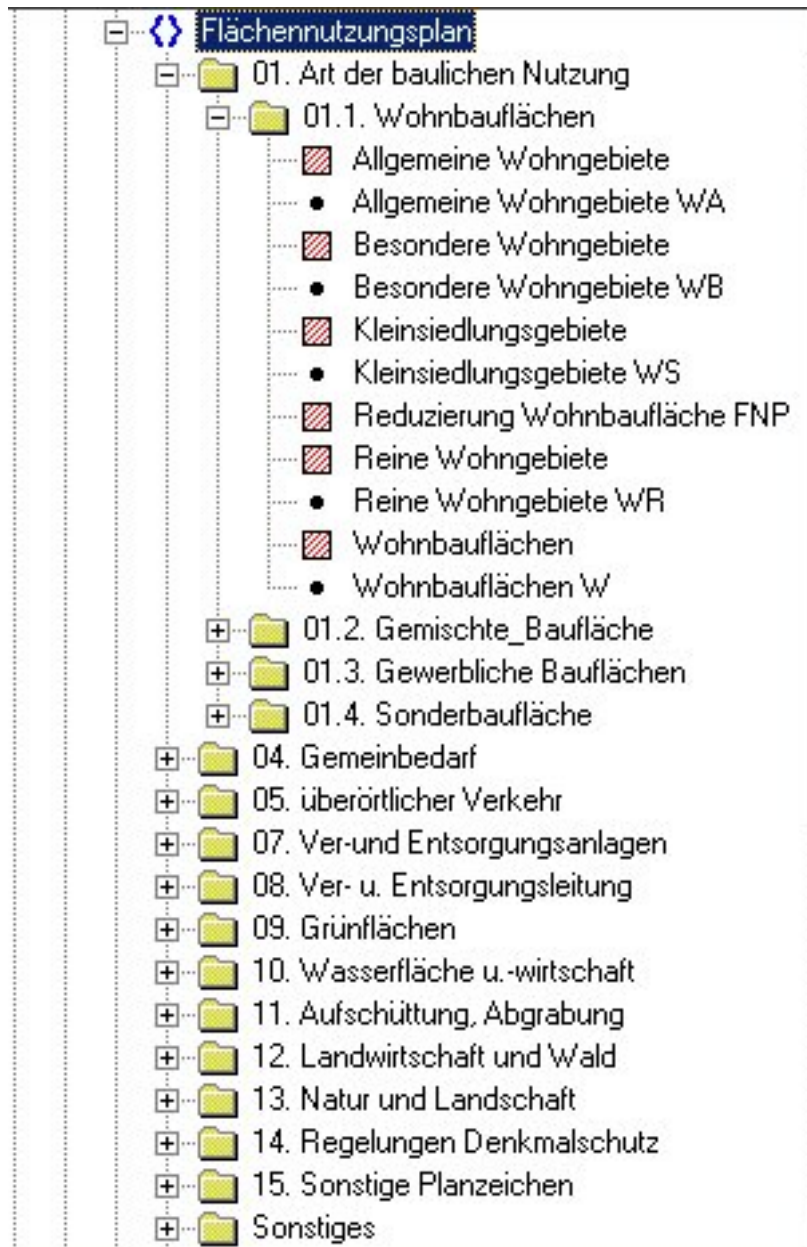 Flächennutzungsplan
01. Art der baulichen Nutzung
01.1. Wohnbauflächen
Allgemeine Wohngebiete
Allgemeine Wohngebiete WA
Besondere Wohngebiete
Besondere Wohngebiete WB
Kleinsiedlungsgebiete
Kleinsiedlungsgebiete WS
Reduzierung Wohnbaufläche FNP
Reine Wohngebiete
Reine Wohngebiete WR
Wohnbauflächen
Wohnbauflächen W
01.2. Gemischte_Baufläche
01.3. Gewerbliche Bauflächen
01.4. Sonderbaufläche
04. Gemeinbedarf
05. überörtlicher Verkehr
07. Ver-und Entsorgungsanlagen
08. Ver- u. Entsorgungsleitung
09. Grünflächen
10. Wasserfläche u.-wirtschaft
11. Aufschüttung, Abgrabung
12. Landwirtschaft und Wald
13. Natur und Landschaft
14. Regelungen Denkmalschutz
15. Sonstige Planzeichen
Sonstiges